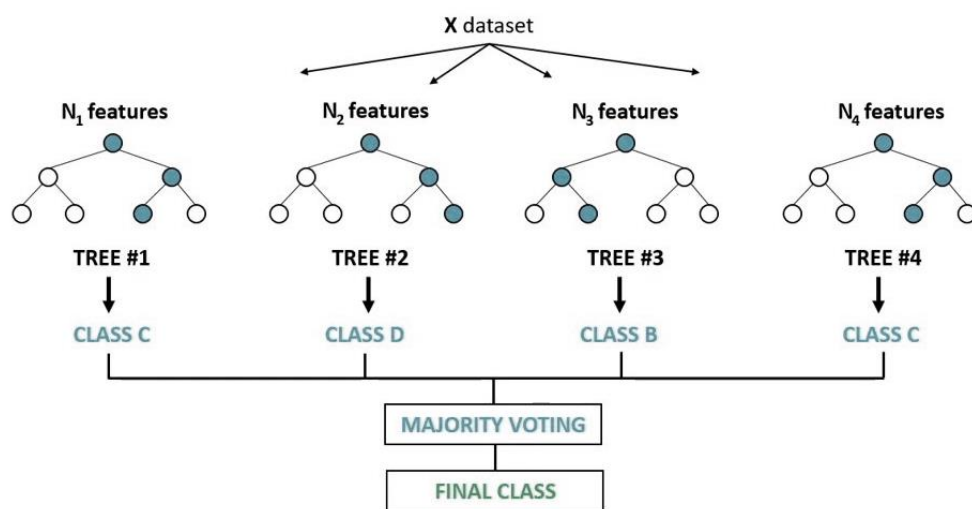 X dataset
N₁ features
N₂ features
N₃ features
N₄ features
TREE #1
TREE #2
TREE #3
TREE #4
CLASS C
CLASS D
CLASS B
CLASS C
MAJORITY VOTING
FINAL CLASS